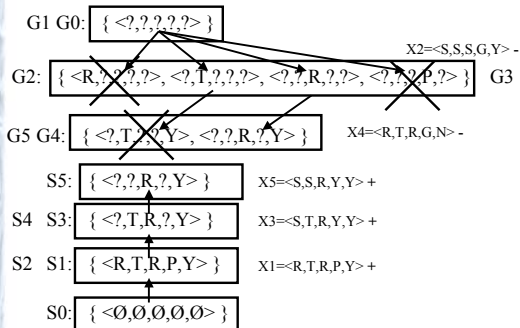 G1 G0: { <?,?,?,?,?> }
X2=<S,S,S,G,Y> -
G2: { <R,?,?,?,?>, <?,T,?,?,?>, <?,?,R,?,?>, <?,?,?,P,?> } G3
G5 G4: { <?,T,?,?,Y>, <?,?,R,?,Y> } X4=<R,T,R,G,N> -
S5: { <?,?,R,?,Y> } X5=<S,S,R,Y,Y> +
S4 S3: { <?,T,R,?,Y> } X3=<S,T,R,Y,Y> +
S2 S1: { <R,T,R,P,Y> } X1=<R,T,R,P,Y> +
S0: { <Ø,Ø,Ø,Ø,Ø> }